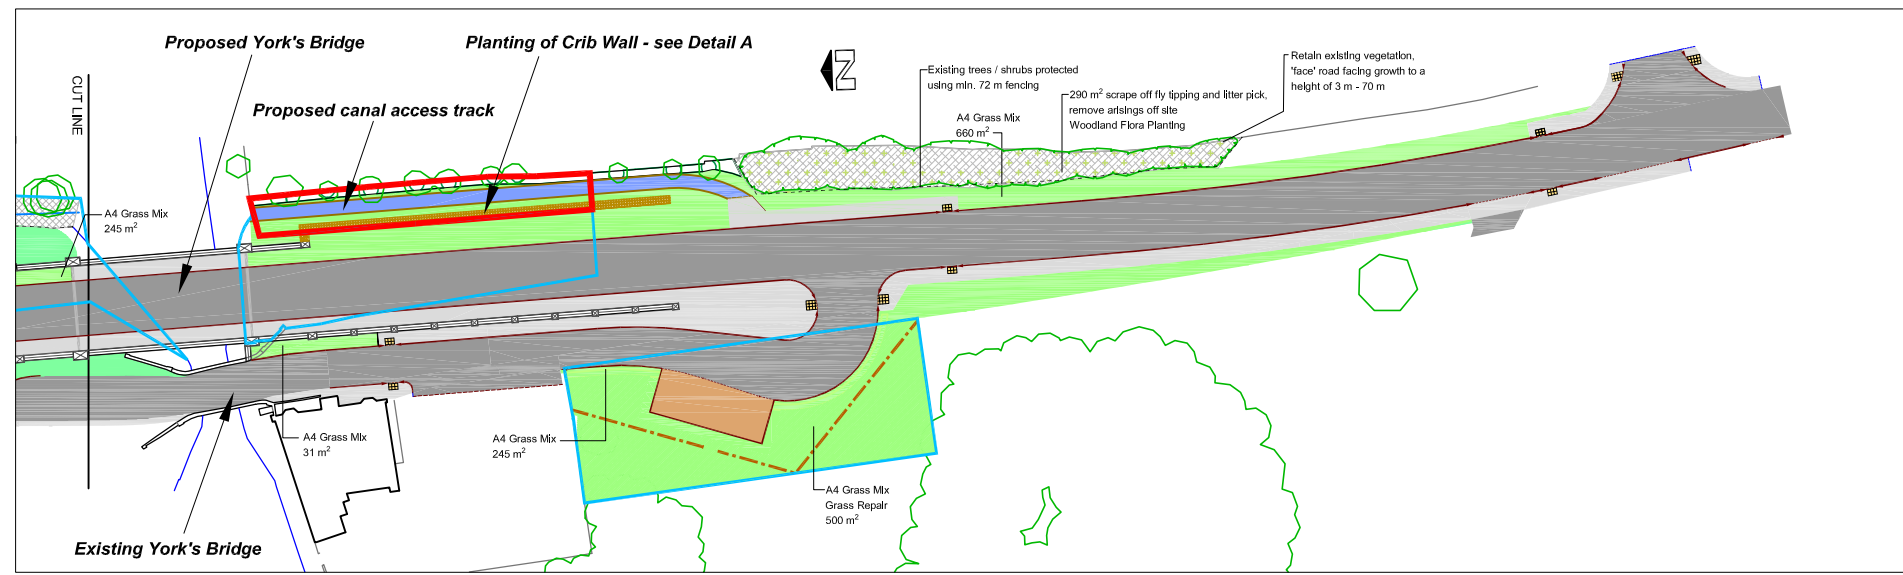 Proposed York's Bridge
Planting of Crib Wall - see Detail A
Proposed canal access track
CUT LINE
N
Existing trees / shrubs protected
using min. 72 m fencing
A4 Grass Mix
660 m²
290 m² scrape off fly tipping and litter pick,
remove arisings off site
Woodland Flora Planting
Retain existing vegetation,
'face' road facing growth to a
height of 3 m - 70 m
A4 Grass Mix
245 m²
A4 Grass Mix
31 m²
A4 Grass Mix
245 m²
A4 Grass Mix
Grass Repair
500 m²
Existing York's Bridge